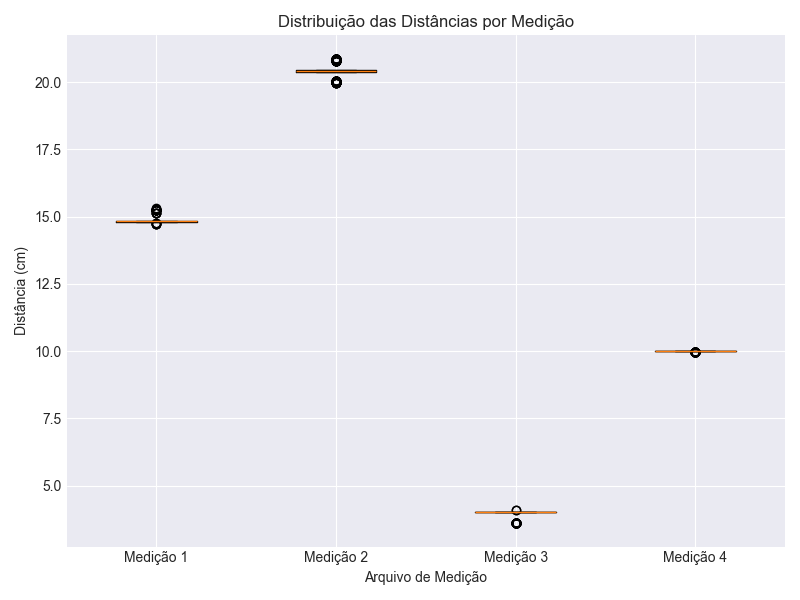 Distribuição das Distâncias por Medição
Distância (cm)
20.0
17.5
15.0
12.5
10.0
7.5
5.0
Medição 1
Medição 2
Medição 3
Medição 4
Arquivo de Medição